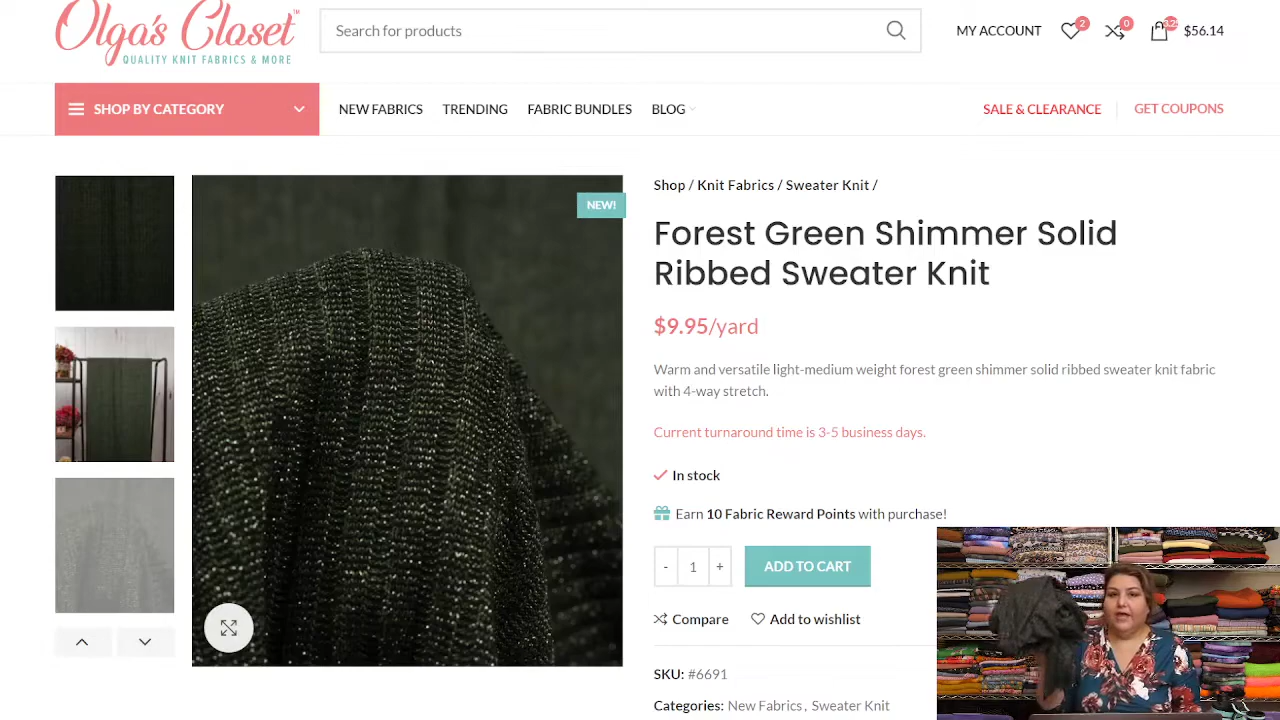 Olga's Closet™
QUALITY KNIT FABRICS & MORE
Search for products
MY ACCOUNT
2
0
$56.14
SHOP BY CATEGORY
NEW FABRICS
TRENDING
FABRIC BUNDLES
BLOG
SALE & CLEARANCE
GET COUPONS
NEW!
Shop / Knit Fabrics / Sweater Knit /
Forest Green Shimmer Solid
Ribbed Sweater Knit
$9.95/yard
Warm and versatile light-medium weight forest green shimmer solid ribbed sweater knit fabric
with 4-way stretch.
Current turnaround time is 3-5 business days.
In stock
Earn 10 Fabric Reward Points with purchase!
- 1 +
ADD TO CART
Compare
Add to wishlist
SKU: #6691
Categories: New Fabrics, Sweater Knit